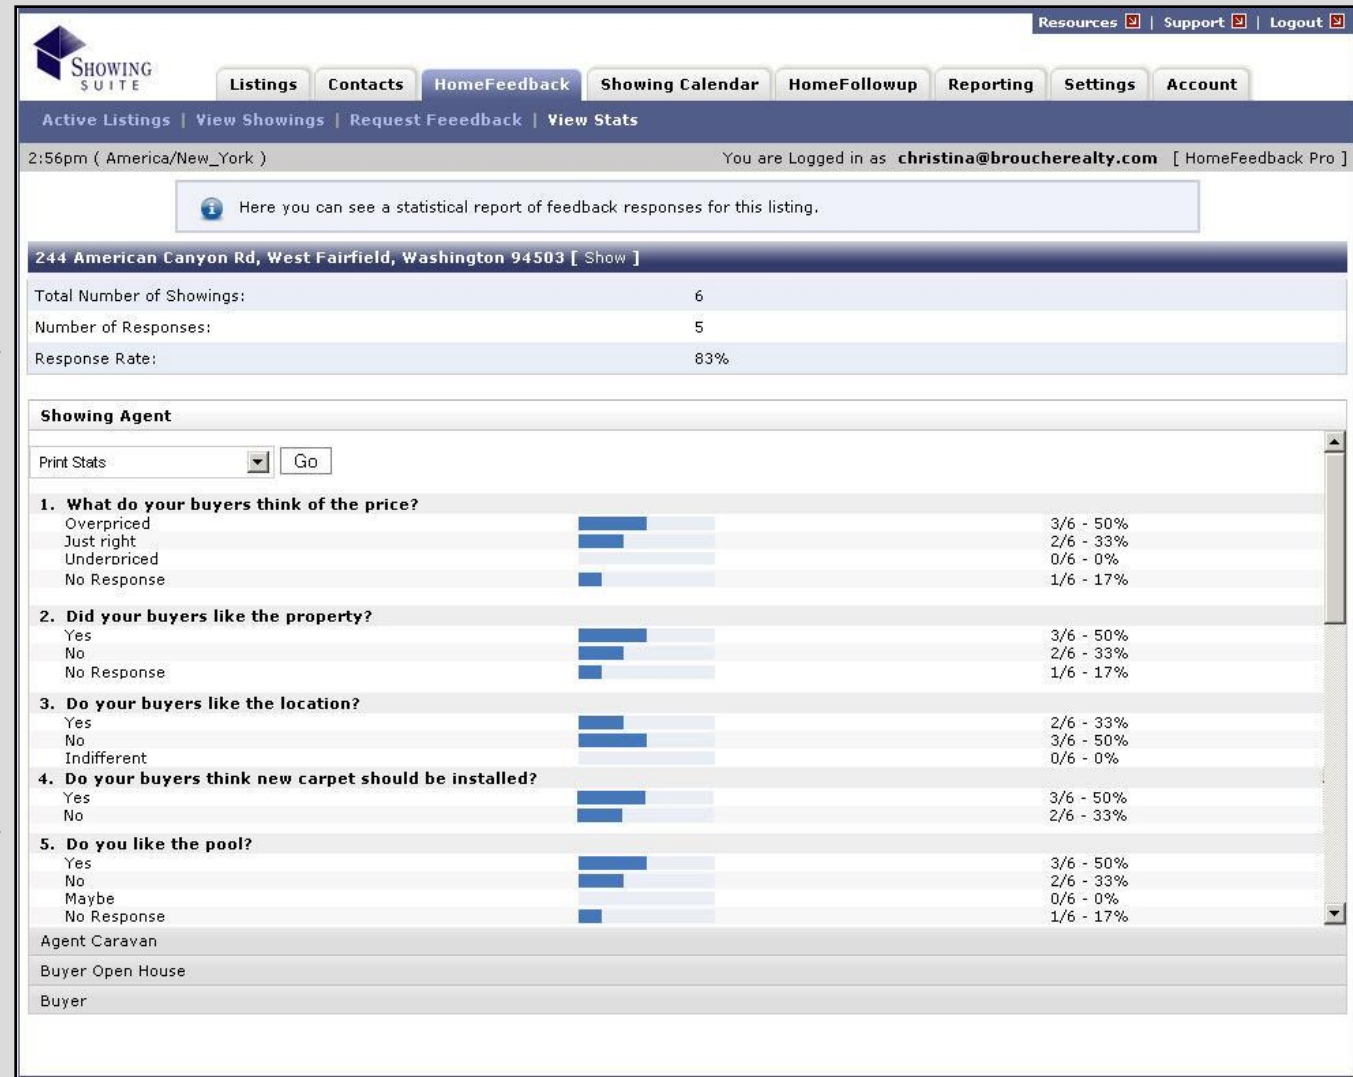 Resources | Support | Logout
SHOWING
SUITE
Listings Contacts HomeFeedback Showing Calendar HomeFollowup Reporting Settings Account
Active Listings | View Showings | Request Feeedback | View Stats
2:56pm ( America/New_York ) You are Logged in as christina@broucherealty.com [ HomeFeedback Pro ]
Here you can see a statistical report of feedback responses for this listing.
244 American Canyon Rd, West Fairfield, Washington 94503 [ Show ]
Total Number of Showings: 6
Number of Responses: 5
Response Rate: 83%
Showing Agent
Print Stats Go
1. What do your buyers think of the price?
Overpriced 3/6 - 50%
Just right 2/6 - 33%
Underpriced 0/6 - 0%
No Response 1/6 - 17%
2. Did your buyers like the property?
Yes 3/6 - 50%
No 2/6 - 33%
No Response 1/6 - 17%
3. Do your buyers like the location?
Yes 2/6 - 33%
No 3/6 - 50%
Indifferent 0/6 - 0%
4. Do your buyers think new carpet should be installed?
Yes 3/6 - 50%
No 2/6 - 33%
5. Do you like the pool?
Yes 3/6 - 50%
No 2/6 - 33%
Maybe 0/6 - 0%
No Response 1/6 - 17%
Agent Caravan
Buyer Open House
Buyer